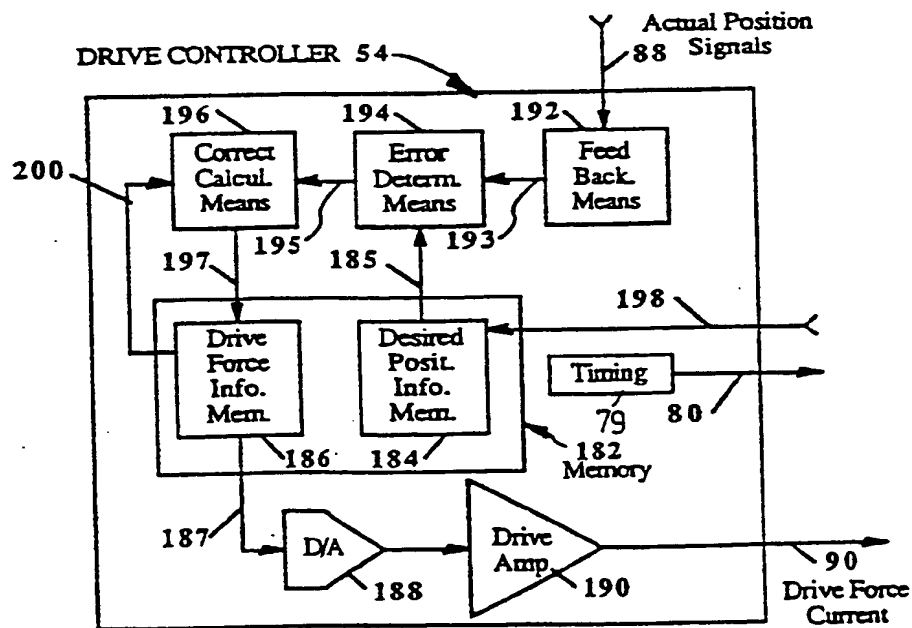 Actual Position
Signals
88
DRIVE CONTROLLER 54
196
194
192
200
Correct
Calcul.
Means
Error
Determ.
Means
Feed
Back.
Means
195
193
197
185
198
Drive
Force
Info.
Mem.
Desired
Posit.
Info.
Mem.
Timing
79
80
186
184
182
Memory
187
D/A
188
Drive
Amp.
190
90
Drive Force
Current